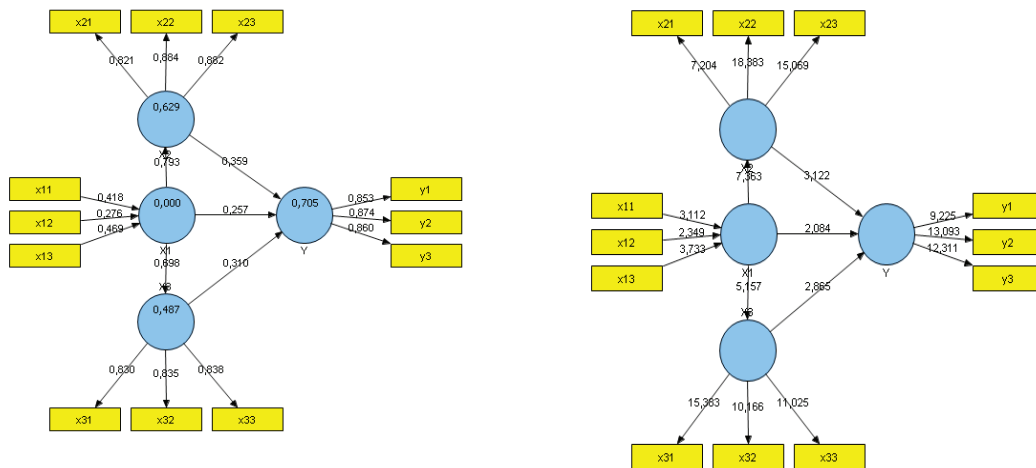 x21 x22 x23
0,821 0,884 0,882
0,629
X2
0,793 0,359
x11 0,418
x12 0,276
x13 0,469
0,000 0,257 0,705
X1 Y
0,853 y1
0,874 y2
0,860 y3
0,698 0,310
X3
0,487
0,830 0,835 0,838
x31 x32 x33
x21 x22 x23
7,204 18,383 15,069
X2
7,363 3,122
x11 3,112
x12 2,349
x13 3,733
2,084
X1 Y
9,225 y1
13,093 y2
12,311 y3
5,157 2,865
X3
15,383 10,166 11,025
x31 x32 x33